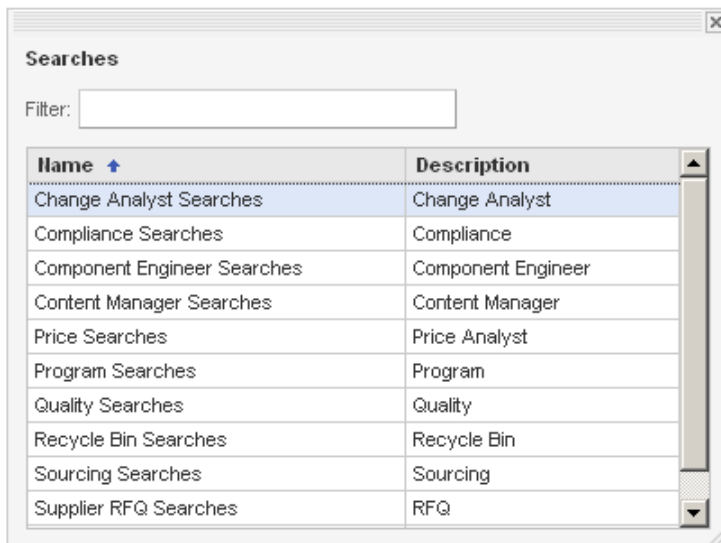 Searches
Filter:
Name Description
Change Analyst Searches Change Analyst
Compliance Searches Compliance
Component Engineer Searches Component Engineer
Content Manager Searches Content Manager
Price Searches Price Analyst
Program Searches Program
Quality Searches Quality
Recycle Bin Searches Recycle Bin
Sourcing Searches Sourcing
Supplier RFQ Searches RFQ